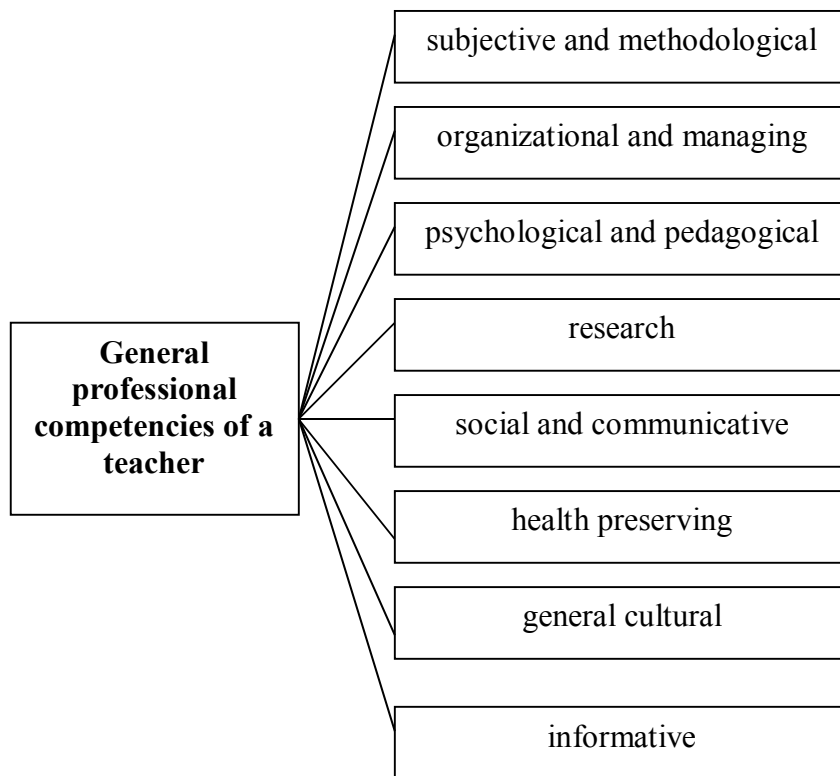 subjective and methodological
organizational and managing
psychological and pedagogical
General
professional
competencies of a
teacher
research
social and communicative
health preserving
general cultural
informative